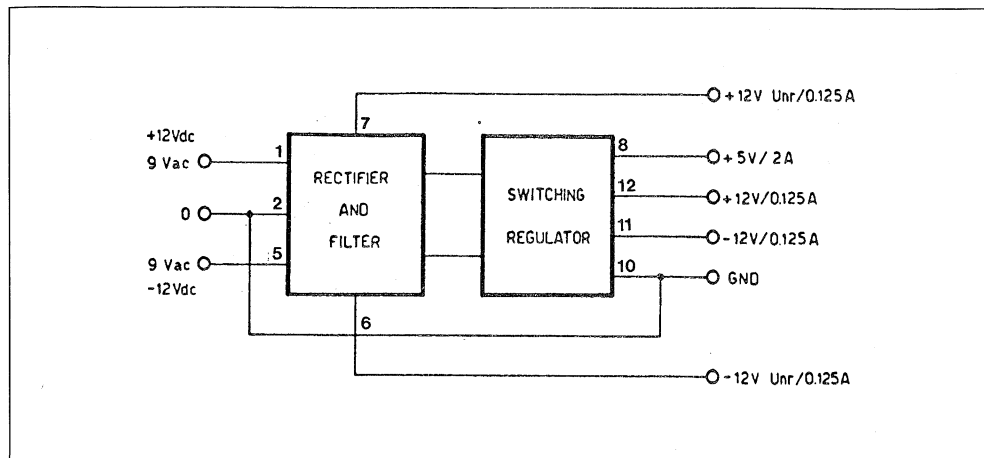 +12Vdc
9 Vac
1
0
2
9 Vac
5
-12Vdc
7
RECTIFIER
AND
FILTER
6
SWITCHING
REGULATOR
8
12
11
10
+12V Unr/0.125A
+5V/2A
+12V/0.125A
-12V/0.125A
GND
-12V Unr/0.125A